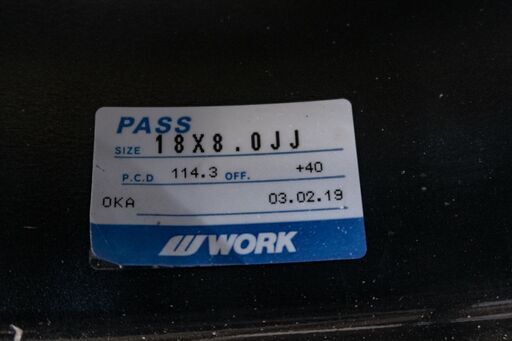 PASS
SIZE 18X8.0JJ
P.C.D 114.3 OFF. +40
OKA 03.02.19
WORK